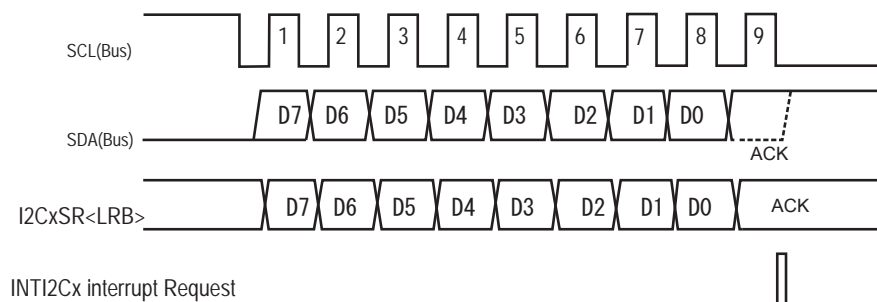 SCL(Bus) 1 2 3 4 5 6 7 8 9
SDA(Bus) D7 D6 D5 D4 D3 D2 D1 D0
ACK
I2CxSR<LRB> D7 D6 D5 D4 D3 D2 D1 D0 ACK
INTI2Cx interrupt Request